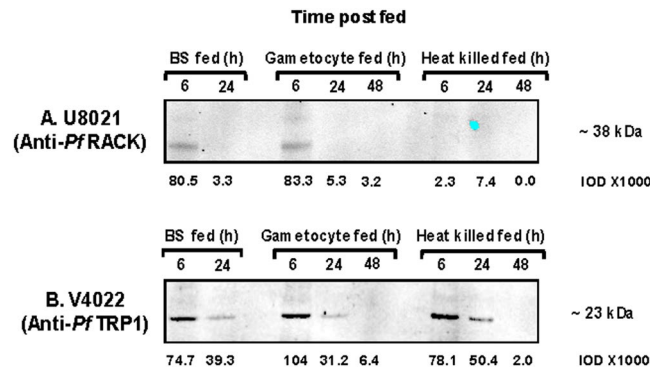 Time post fed
BS fed (h) Gametocyte fed (h) Heat killed fed (h)
6 24 6 24 48 6 24 48
A. U8021
(Anti-PfRACK)
~ 38 kDa
80.5 3.3 83.3 5.3 3.2 2.3 7.4 0.0 IOD X1000
BS fed (h) Gametocyte fed (h) Heat killed fed (h)
6 24 6 24 48 6 24 48
B. V4022
(Anti-PfTRP1)
~ 23 kDa
74.7 39.3 104 31.2 6.4 78.1 50.4 2.0 IOD X1000